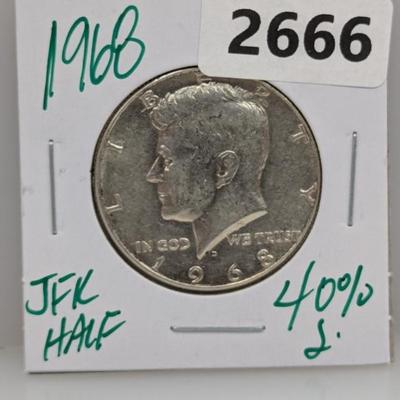 1968
2666
LIBERTY
IN GOD WE TRUST
D
1968
JFK
HALF
40%
S.